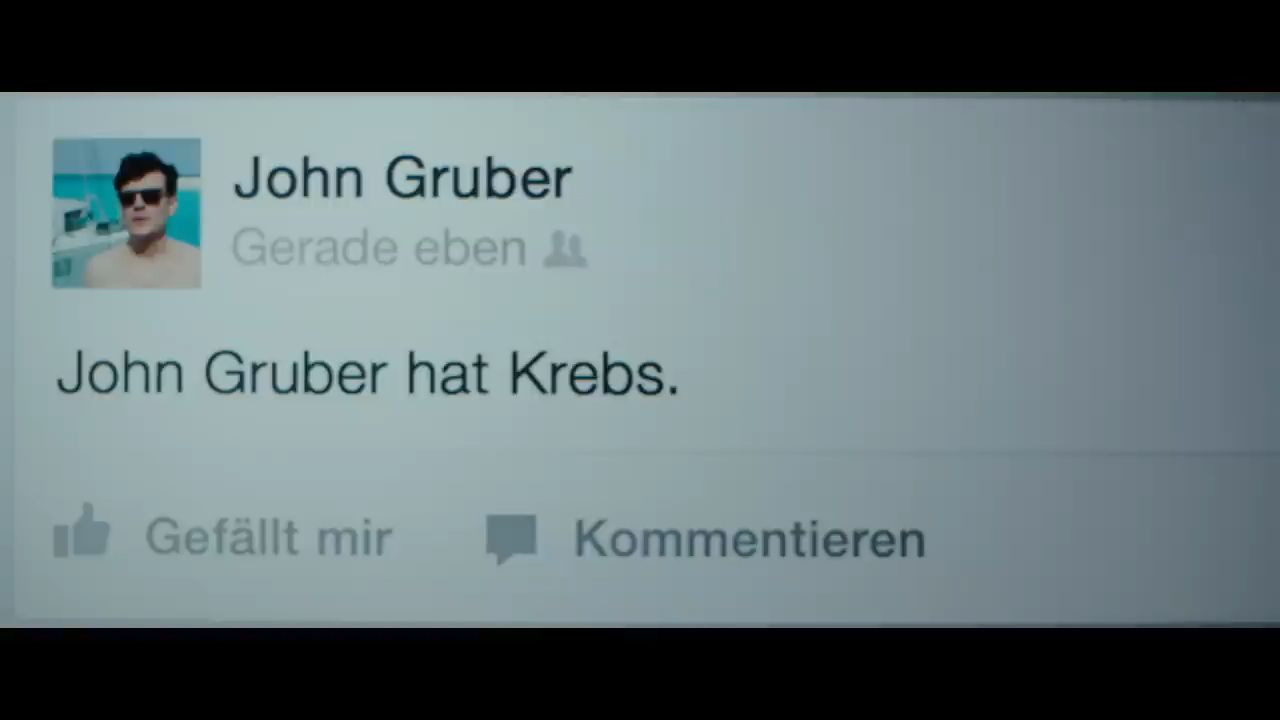 John Gruber
Gerade eben
John Gruber hat Krebs.
Gefällt mir
Kommentieren